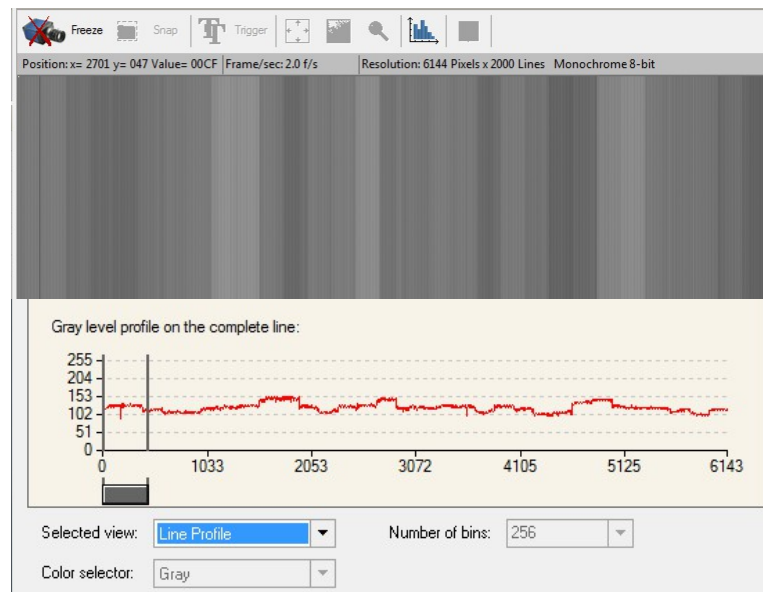 Freeze Snap Trigger
Position: x= 2701 y= 047 Value= 00CF Frame/sec: 2.0 f/s Resolution: 6144 Pixels x 2000 Lines Monochrome 8-bit
Gray level profile on the complete line:
255
204
153
102
51
0
0 1033 2053 3072 4105 5125 6143
Selected view: Line Profile Number of bins: 256
Color selector: Gray